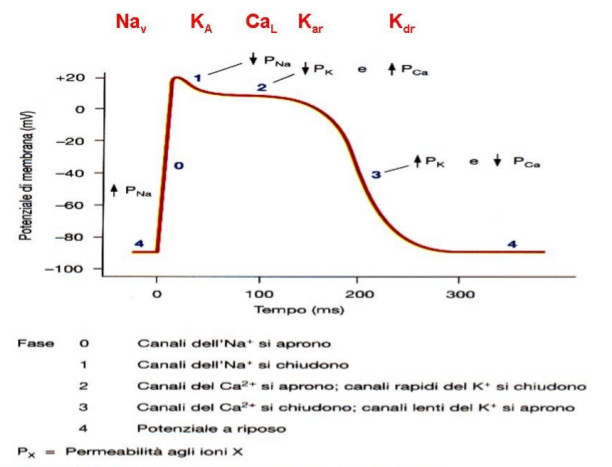 Nav KA CaL Kar Kdr
+20
0
−20
−40
−60
−80
−100
Potenziale di membrana (mV)
1 ↓ PNa
2 ↓ PK e ↑ PCa
0
↑ PNa
3 ↑ PK e ↓ PCa
4
4
0 100 200 300
Tempo (ms)
Fase 0 Canali dell'Na+ si aprono
1 Canali dell'Na+ si chiudono
2 Canali del Ca2+ si aprono; canali rapidi del K+ si chiudono
3 Canali del Ca2+ si chiudono; canali lenti del K+ si aprono
4 Potenziale a riposo
PX = Permeabilità agli ioni X